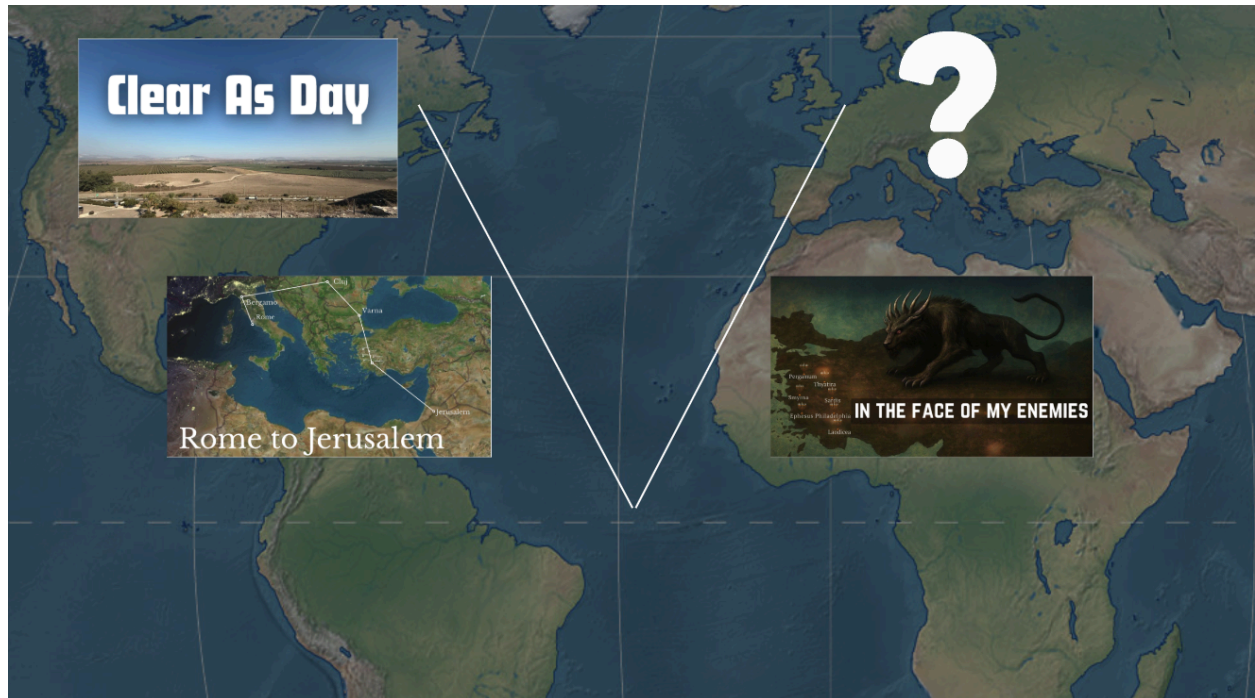 Clear As Day
?
Cluj
Bergamo
Rome
Varna
Jerusalem
Rome to Jerusalem
Pergamum
Thyatira
Smyrna
Sardis
Ephesus Philadelphia
Laodicea
IN THE FACE OF MY ENEMIES